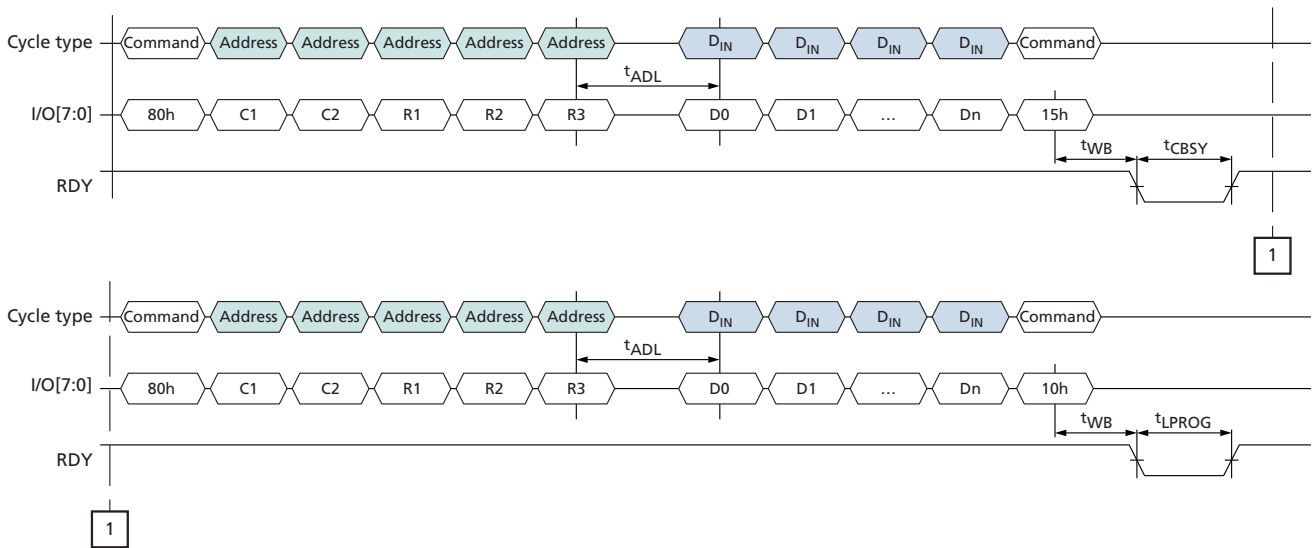 Cycle type Command Address Address Address Address Address DIN DIN DIN DIN Command
tADL
I/O[7:0] 80h C1 C2 R1 R2 R3 D0 D1 … Dn 15h
tWB tCBSY
RDY
1
Cycle type Command Address Address Address Address Address DIN DIN DIN DIN Command
tADL
I/O[7:0] 80h C1 C2 R1 R2 R3 D0 D1 … Dn 10h
tWB tLPROG
RDY
1